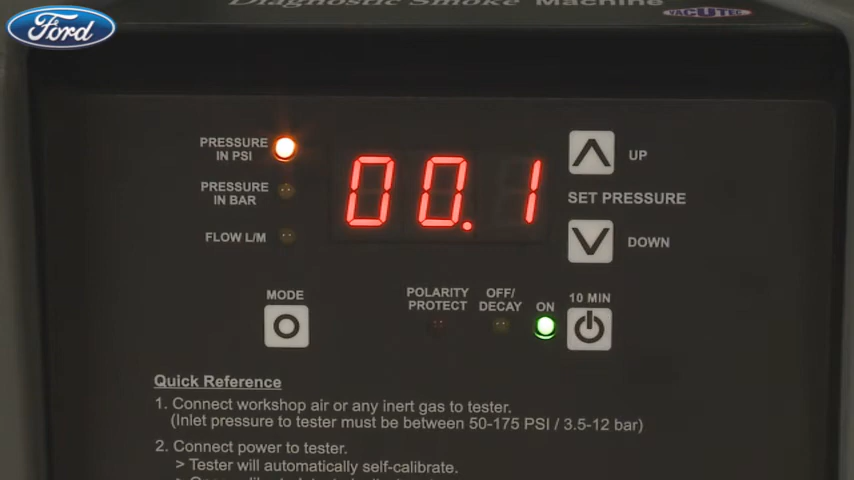 Diagnostic Smoke Machine
VACUTEC
Ford
PRESSURE
IN PSI
PRESSURE
IN BAR
FLOW L/M
00.1
UP
SET PRESSURE
DOWN
MODE
POLARITY
PROTECT
OFF/
DECAY
ON
10 MIN
Quick Reference
1. Connect workshop air or any inert gas to tester.
(Inlet pressure to tester must be between 50-175 PSI / 3.5-12 bar)
2. Connect power to tester.
> Tester will automatically self-calibrate.